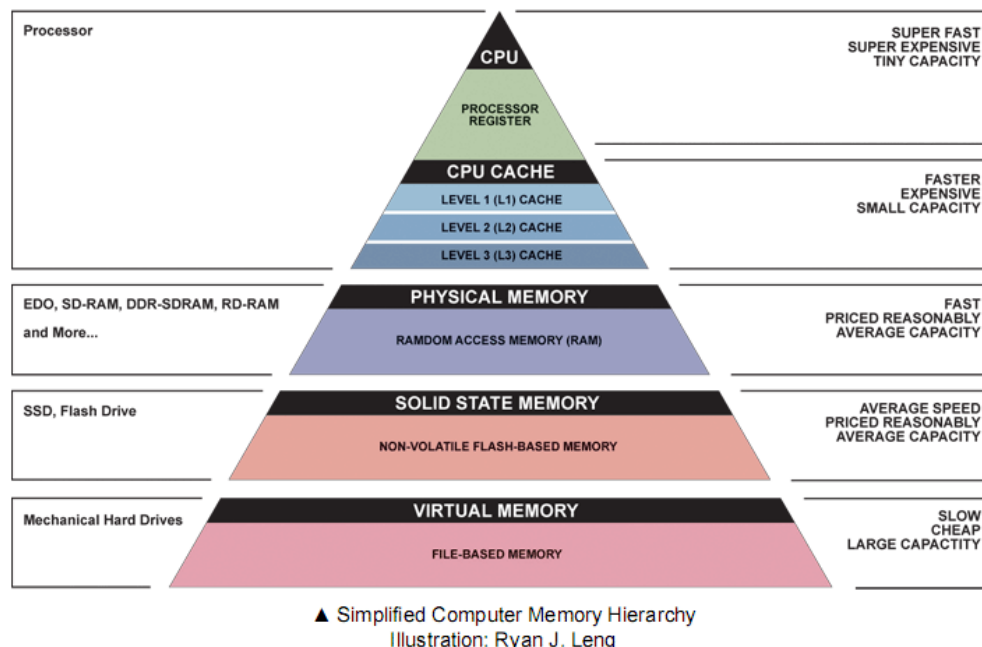 Processor
CPU
SUPER FAST
SUPER EXPENSIVE
TINY CAPACITY
PROCESSOR
REGISTER
CPU CACHE
LEVEL 1 (L1) CACHE
LEVEL 2 (L2) CACHE
LEVEL 3 (L3) CACHE
FASTER
EXPENSIVE
SMALL CAPACITY
EDO, SD-RAM, DDR-SDRAM, RD-RAM
and More...
PHYSICAL MEMORY
RAMDOM ACCESS MEMORY (RAM)
FAST
PRICED REASONABLY
AVERAGE CAPACITY
SSD, Flash Drive
SOLID STATE MEMORY
NON-VOLATILE FLASH-BASED MEMORY
AVERAGE SPEED
PRICED REASONABLY
AVERAGE CAPACITY
Mechanical Hard Drives
VIRTUAL MEMORY
FILE-BASED MEMORY
SLOW
CHEAP
LARGE CAPACTITY
▲ Simplified Computer Memory Hierarchy
Illustration: Ryan J. Leng